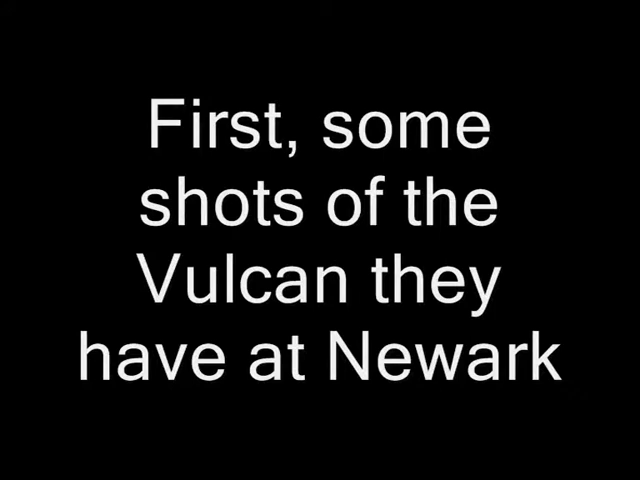 First, some
shots of the
Vulcan they
have at Newark